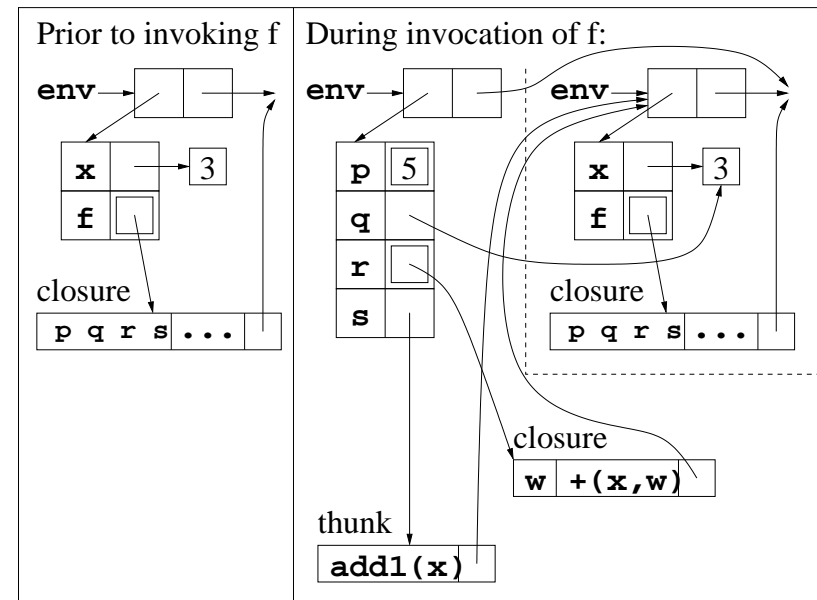 Prior to invoking f
env
x
3
f
closure
p q r s ...
During invocation of f:
env
p 5
q
r
s
env
x
3
f
closure
p q r s ...
closure
w +(x,w)
thunk
add1(x)